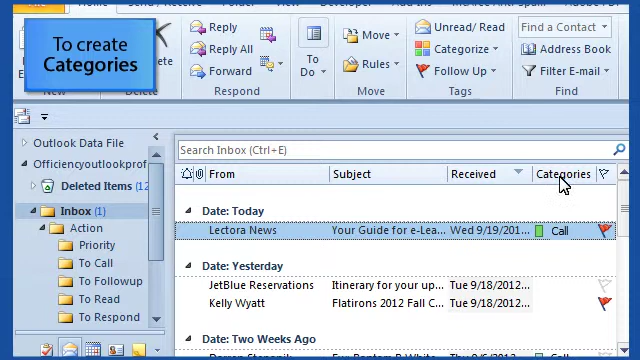 To create
Categories
Reply
Reply All
Forward
Respond
Delete
To
Do
Move
Rules
Move
Unread/ Read
Categorize
Follow Up
Tags
Find a Contact
Address Book
Filter E-mail
Find
Outlook Data File
Officiencyoutlookprof
Deleted Items (12
Inbox (1)
Action
Priority
To Call
To Followup
To Read
To Respond
Search Inbox (Ctrl+E)
From Subject Received Categories
Date: Today
Lectora News Your Guide for e-Lea... Wed 9/19/201... Call
Date: Yesterday
JetBlue Reservations Itinerary for your up... Tue 9/18/2012...
Kelly Wyatt Flatirons 2012 Fall C... Tue 9/18/2012...
Date: Two Weeks Ago